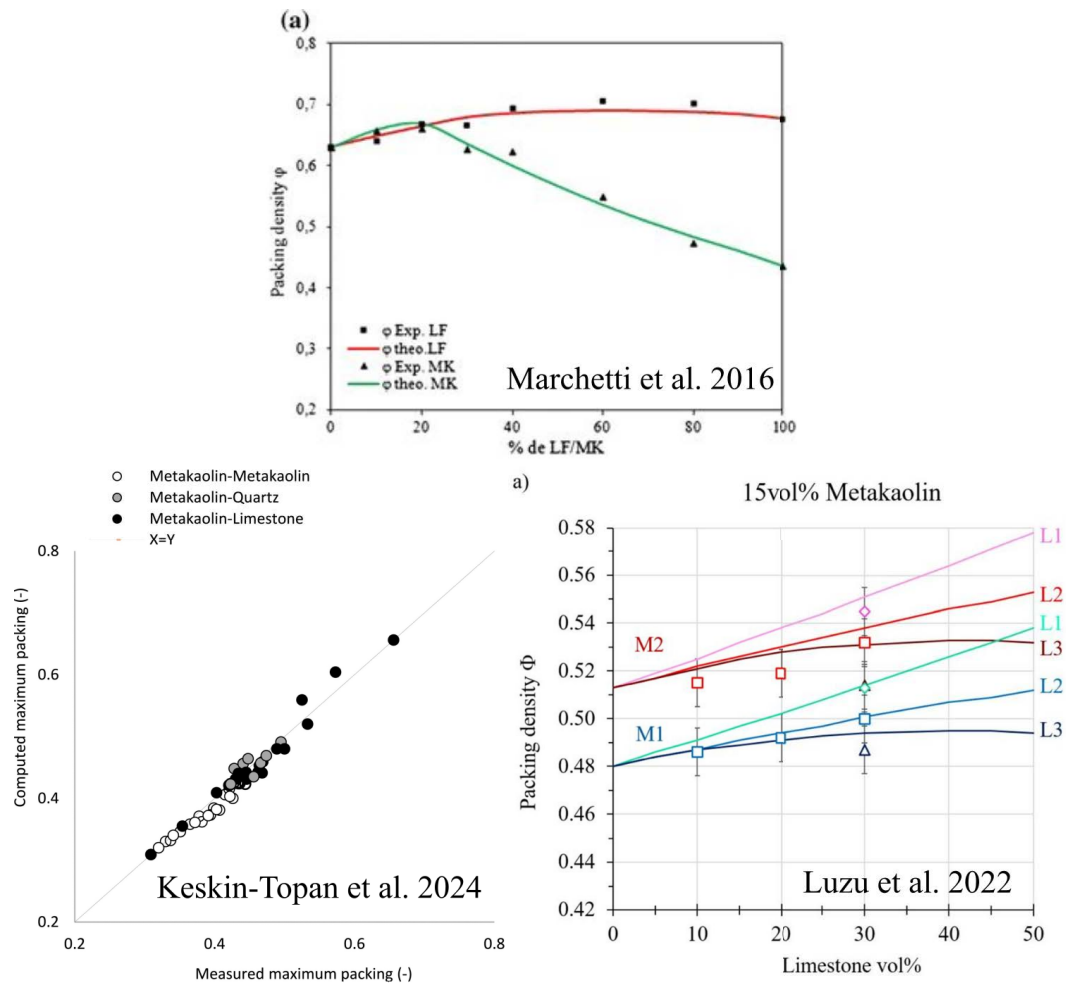 (a)
0,8
0,7
0,6
0,5
0,4
0,3
0,2
Packing density φ
φ Exp. LF
φ theo.LF
φ Exp. MK
φ theo. MK
Marchetti et al. 2016
0 20 40 60 80 100
% de LF/MK
Metakaolin-Metakaolin
Metakaolin-Quartz
Metakaolin-Limestone
X=Y
0.8
0.6
0.4
0.2
Computed maximum packing (-)
Keskin-Topan et al. 2024
0.2 0.4 0.6 0.8
Measured maximum packing (-)
a)
15vol% Metakaolin
0.58
0.56
0.54
0.52
0.50
0.48
0.46
0.44
0.42
Packing density Φ
L1
L2
L1
L3
L2
L3
M2
M1
Luzu et al. 2022
0 10 20 30 40 50
Limestone vol%